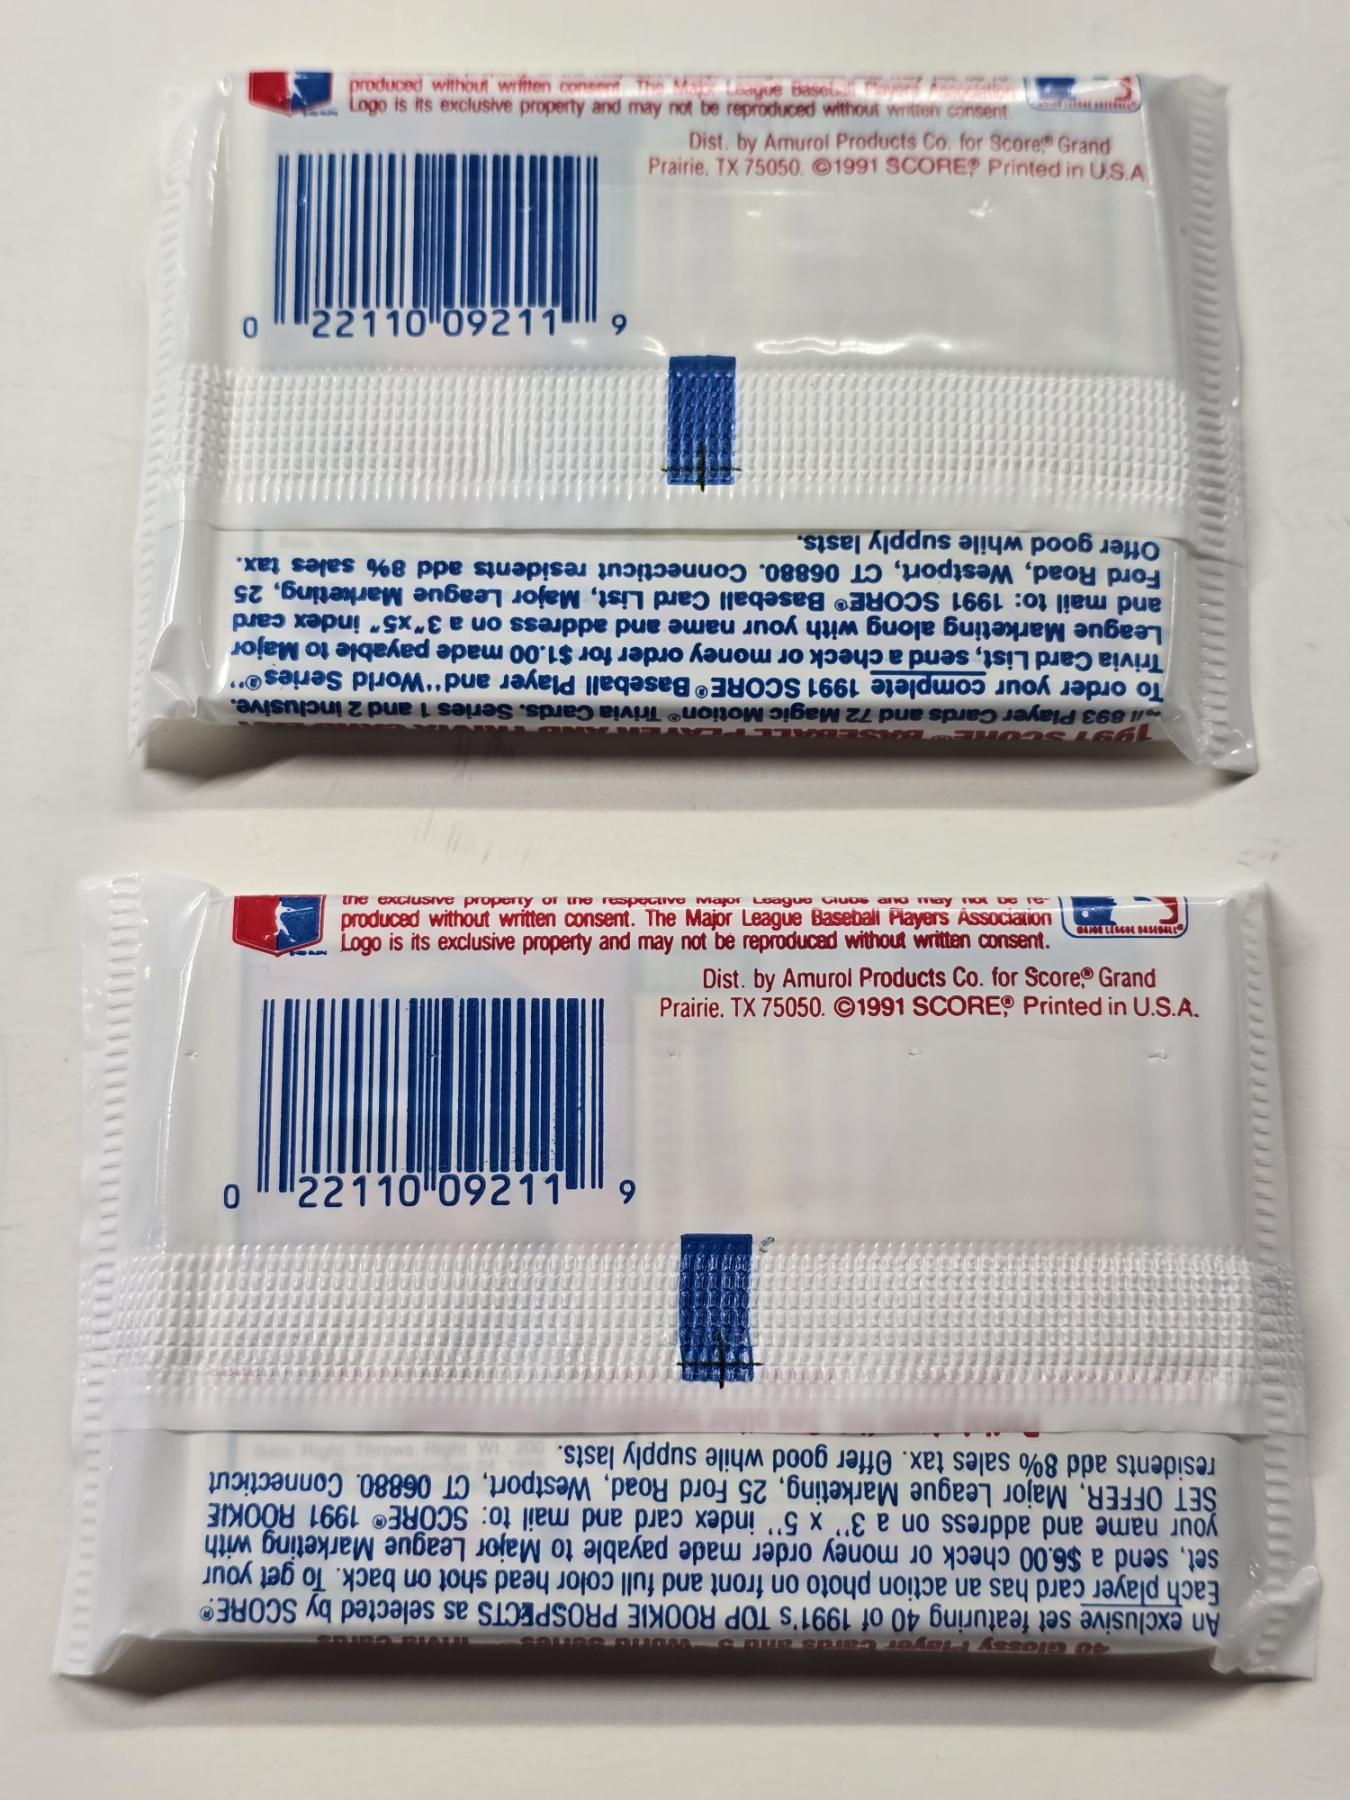 produced without written consent. The Major League Baseball Players Association
Logo is its exclusive property and may not be reproduced without written consent
Dist. by Amurol Products Co. for Score,® Grand
Prairie, TX 75050. ©1991 SCORE,® Printed in U.S.A.
0 22110 09211 9
1991 SCORE® BASEBALL PLAYER AND TRIVIA CARD
893 Player Cards and 72 Magic Motion® Trivia Cards. Series 1 and 2 inclusive.
To order your complete 1991 SCORE® Baseball Player and "World Series®"
Trivia Card List, send a check or money order for $1.00 made payable to Major
League Marketing along with your name and address on a 3"x5" index card
and mail to: 1991 SCORE® Baseball Card List, Major League Marketing, 25
Ford Road, Westport, CT 06880. Connecticut residents add 8% sales tax.
Offer good while supply lasts.
the exclusive property of the respective Major League Clubs and may not be re-
produced without written consent. The Major League Baseball Players Association
Logo is its exclusive property and may not be reproduced without written consent.
MAJOR LEAGUE BASEBALL®
Dist. by Amurol Products Co. for Score,® Grand
Prairie, TX 75050. ©1991 SCORE,® Printed in U.S.A.
0 22110 09211 9
40 Glossy Player Cards and 5 "World Series" Trivia Cards
An exclusive set featuring 40 of 1991's TOP ROOKIE PROSPECTS as selected by SCORE®.
Each player card has an action photo on front and full color head shot on back. To get your
set, send a $6.00 check or money order made payable to Major League Marketing with
your name and address on a 3" x 5" index card and mail to: SCORE® 1991 ROOKIE
SET OFFER, Major League Marketing, 25 Ford Road, Westport, CT 06880. Connecticut
residents add 8% sales tax. Offer good while supply lasts.
Bats: Right Throws: Right Wt.: 200